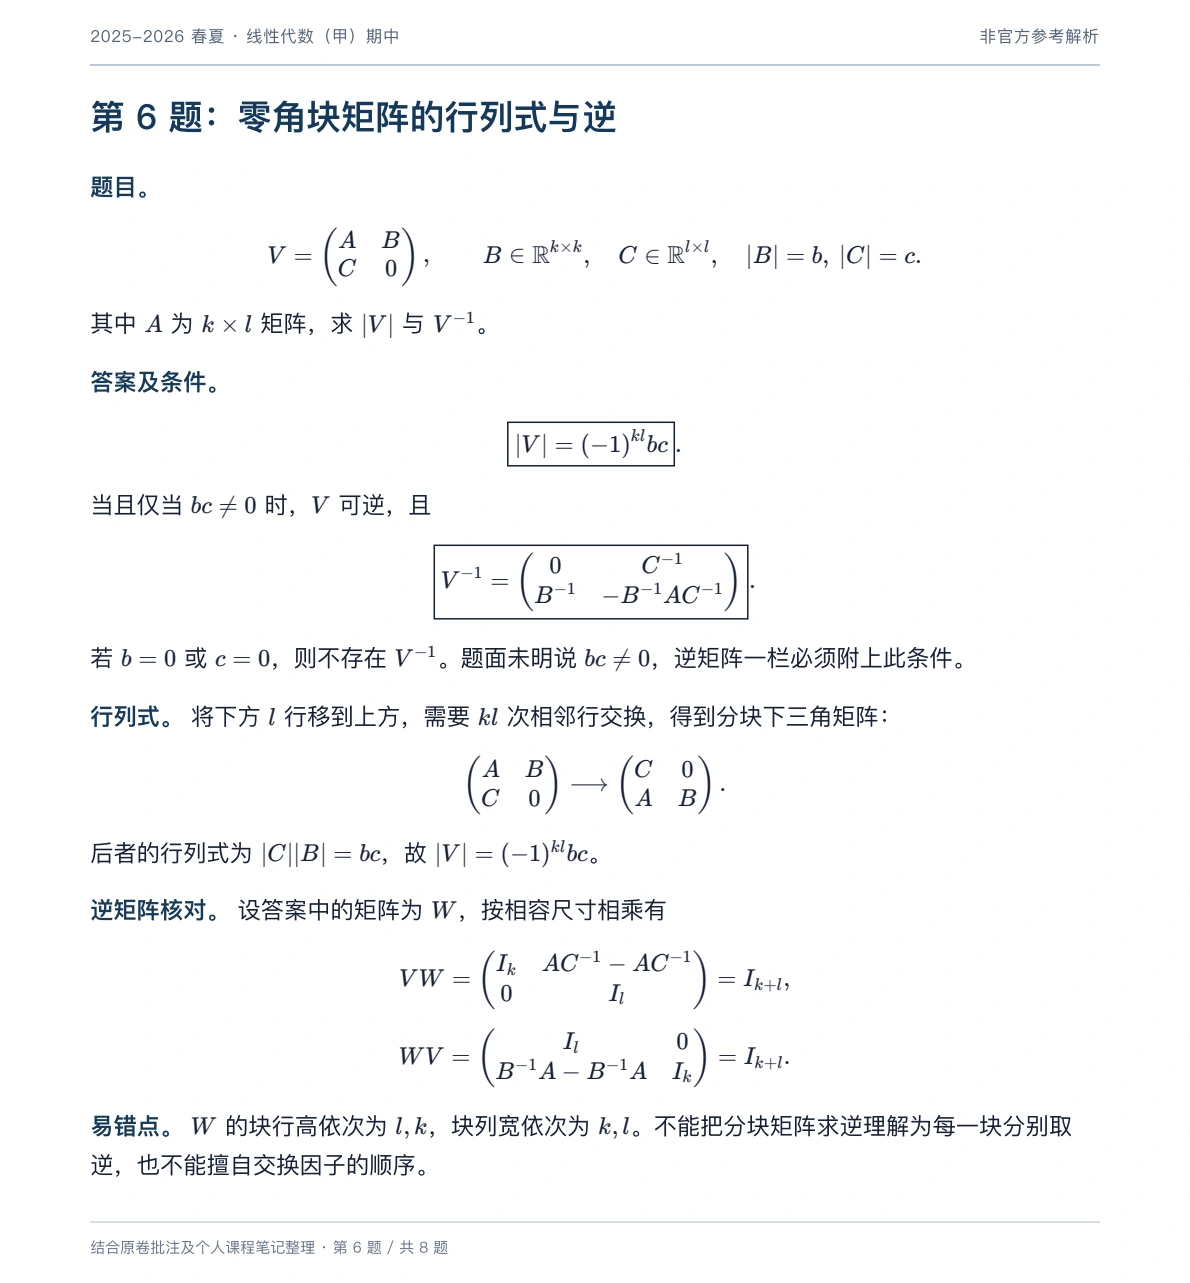 2025–2026 春夏 · 线性代数（甲）期中
非官方参考解析
第 6 题：零角块矩阵的行列式与逆
题目。
$V = \begin{pmatrix} A & B \\ C & 0 \end{pmatrix}, \quad B \in \mathbb{R}^{k \times k}, \quad C \in \mathbb{R}^{l \times l}, \quad |B| = b, \ |C| = c.$
其中 $A$ 为 $k \times l$ 矩阵，求 $|V|$ 与 $V^{-1}$。
答案及条件。
$|V| = (-1)^{kl} bc.$
当且仅当 $bc \neq 0$ 时，$V$ 可逆，且
$V^{-1} = \begin{pmatrix} 0 & C^{-1} \\ B^{-1} & -B^{-1}AC^{-1} \end{pmatrix}.$
若 $b = 0$ 或 $c = 0$，则不存在 $V^{-1}$。题面未明说 $bc \neq 0$，逆矩阵一栏必须附上此条件。
行列式。 将下方 $l$ 行移到上方，需要 $kl$ 次相邻行交换，得到分块下三角矩阵：
$\begin{pmatrix} A & B \\ C & 0 \end{pmatrix} \longrightarrow \begin{pmatrix} C & 0 \\ A & B \end{pmatrix}.$
后者的行列式为 $|C||B| = bc$，故 $|V| = (-1)^{kl} bc$。
逆矩阵核对。 设答案中的矩阵为 $W$，按相容尺寸相乘有
$VW = \begin{pmatrix} I_k & AC^{-1} - AC^{-1} \\ 0 & I_l \end{pmatrix} = I_{k+l},$
$WV = \begin{pmatrix} I_l & 0 \\ B^{-1}A - B^{-1}A & I_k \end{pmatrix} = I_{k+l}.$
易错点。 $W$ 的块行高依次为 $l, k$，块列宽依次为 $k, l$。不能把分块矩阵求逆理解为每一块分别取
逆，也不能擅自交换因子的顺序。
结合原卷批注及个人课程笔记整理 · 第 6 题 / 共 8 题